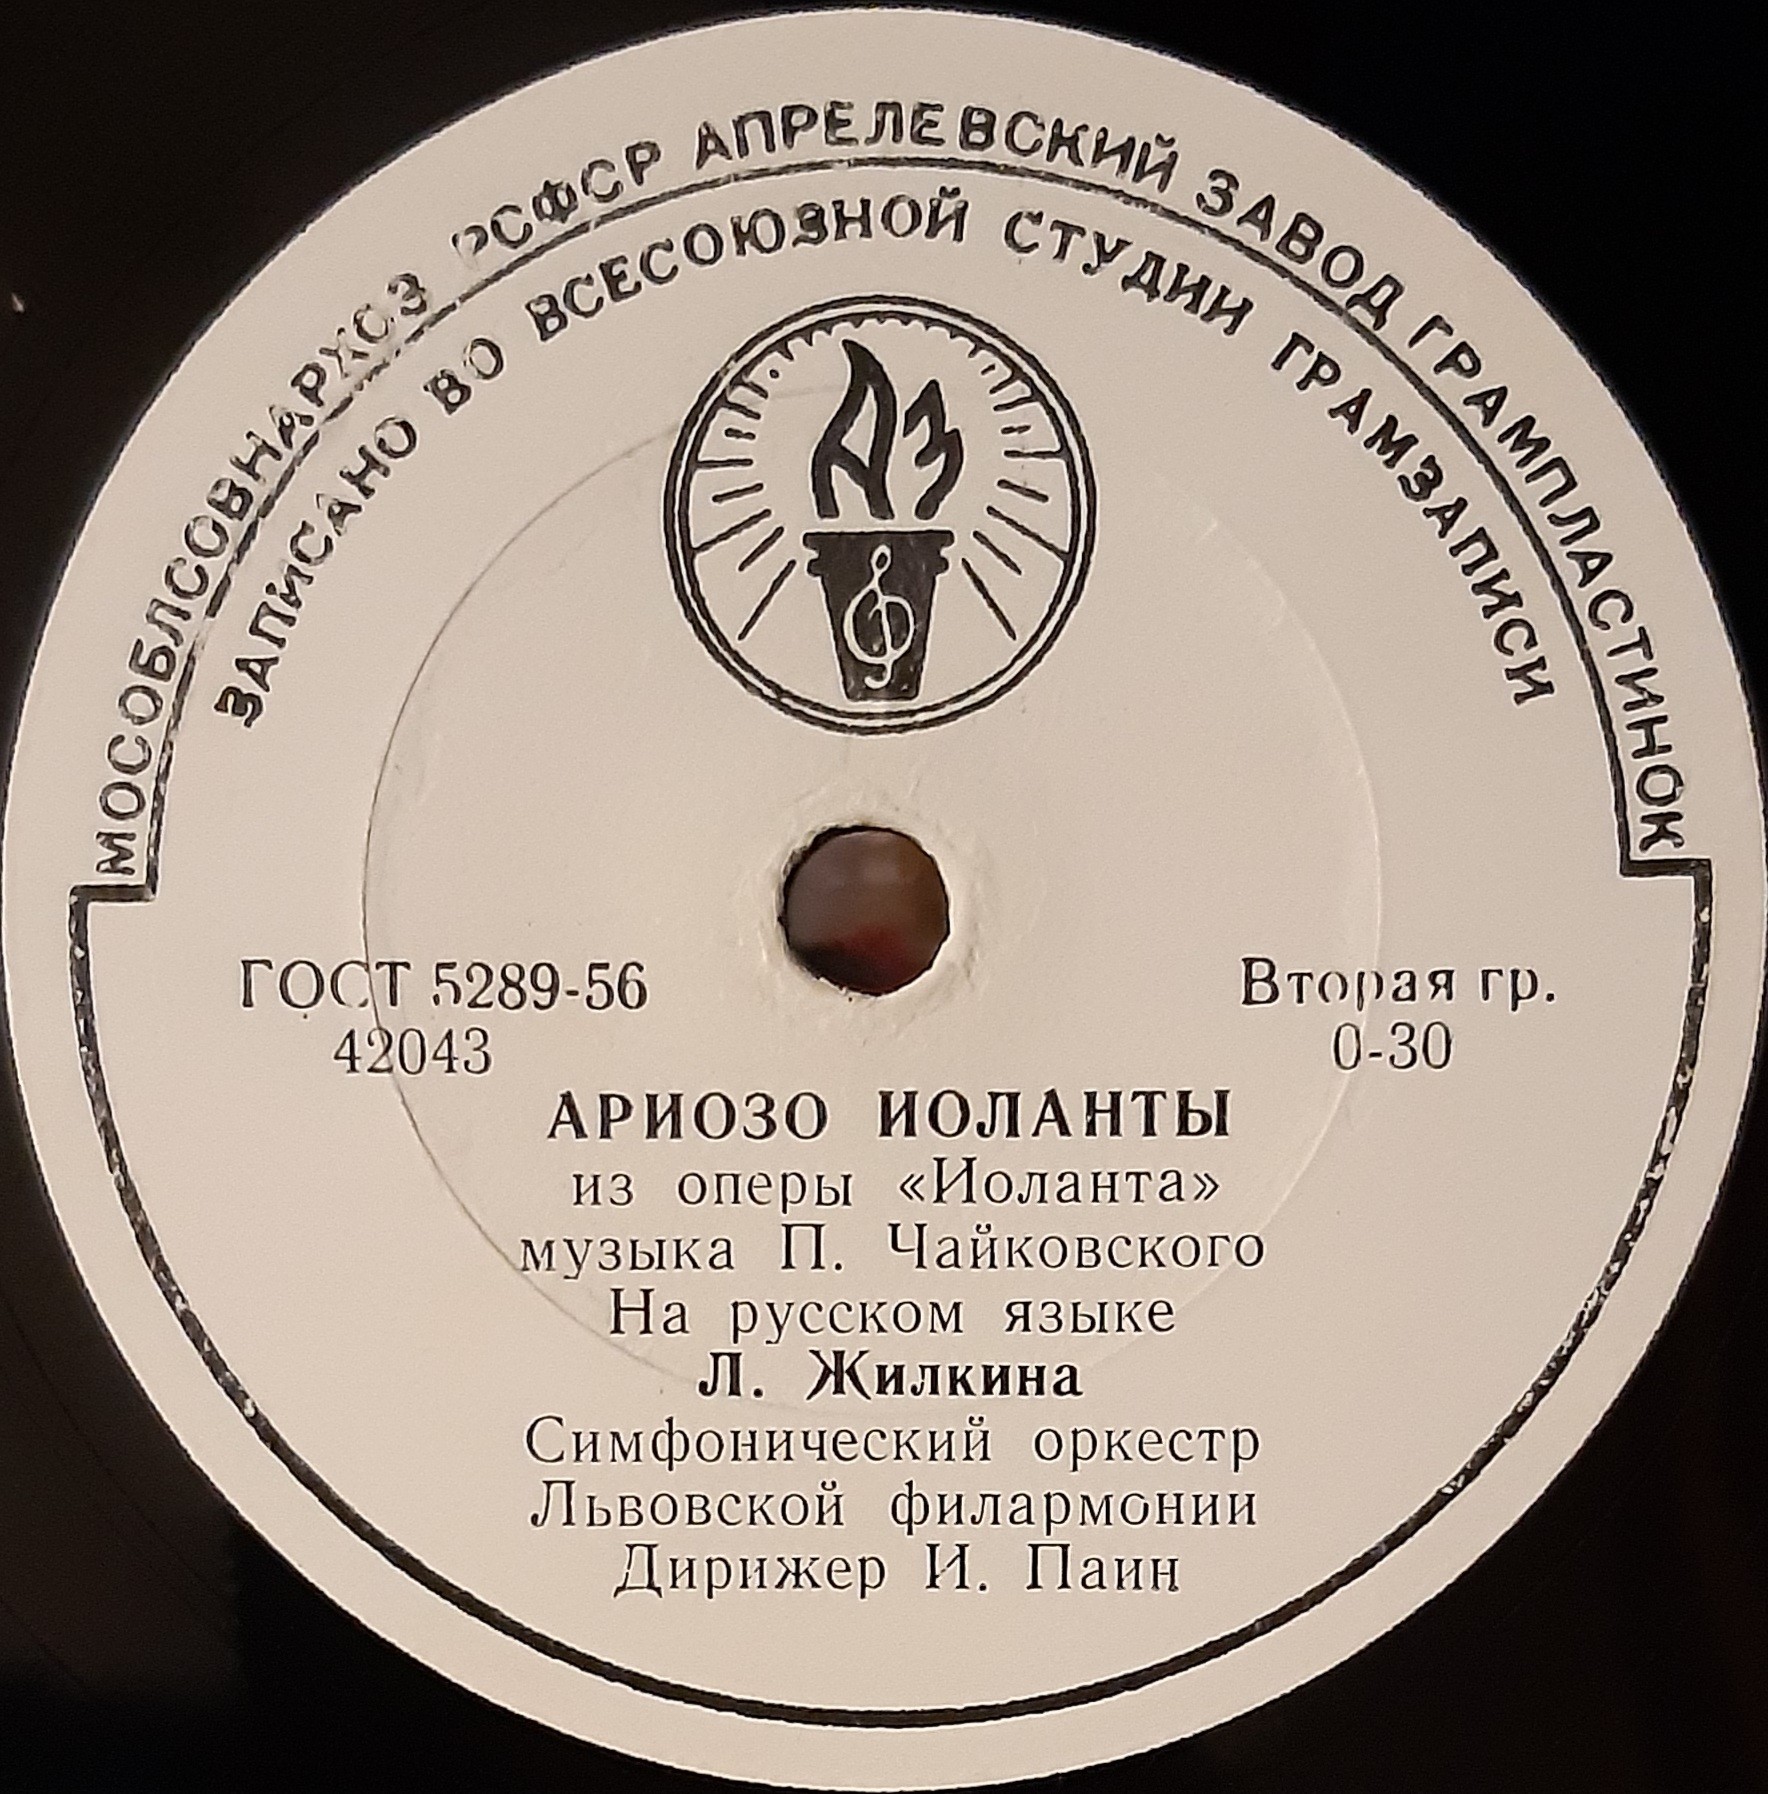 МОСОБЛСОВНАРХОЗ РСФСР АПРЕЛЕВСКИЙ ЗАВОД ГРАМПЛАСТИНОК
ЗАПИСАНО ВО ВСЕСОЮЗНОЙ СТУДИИ ГРАМЗАПИСИ
АЗ
ГОСТ 5289-56
42043
Вторая гр.
0-30
АРИОЗО ИОЛАНТЫ
из оперы «Иоланта»
музыка П. Чайковского
На русском языке
Л. Жилкина
Симфонический оркестр
Львовской филармонии
Дирижер И. Паин